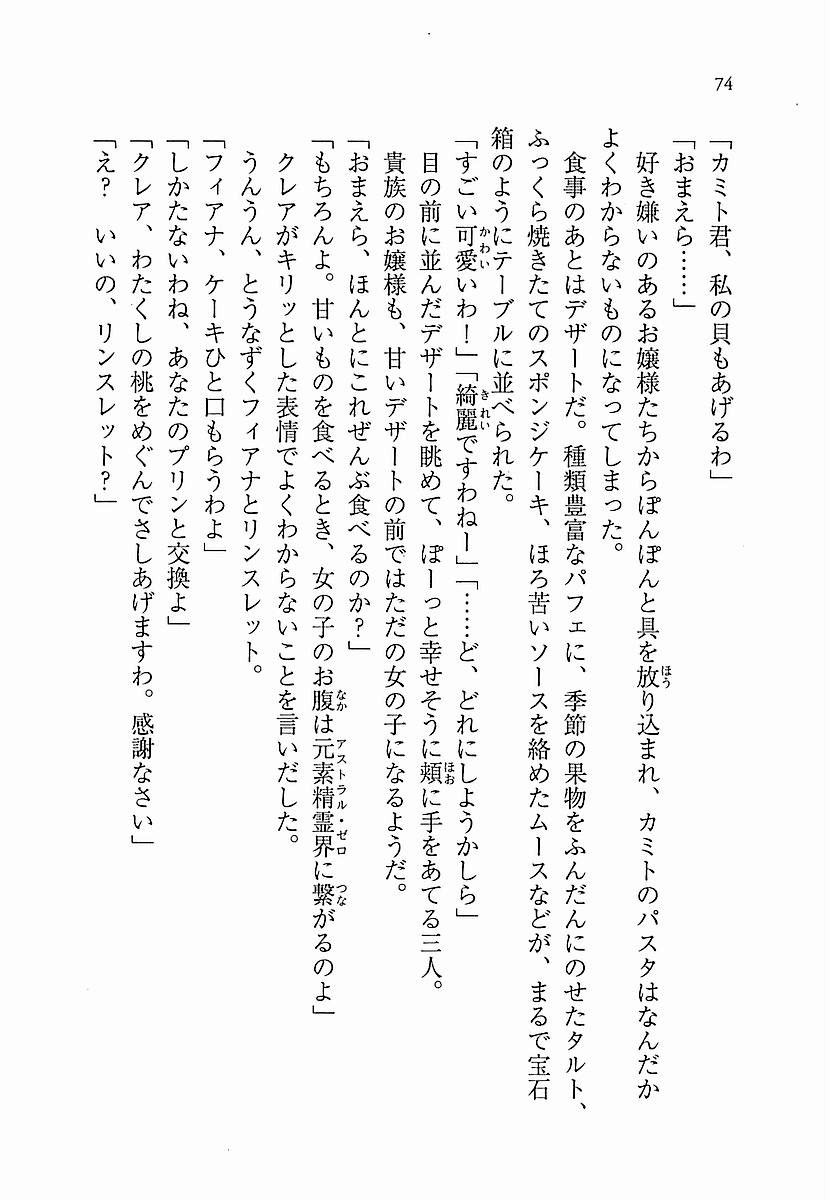 74
「カミト君、私の貝もあげるわ」
「おまえら……」
　好き嫌いのあるお嬢様たちからぽんぽんと具を放り込まれ、カミトのパスタはなんだか
よくわからないものになってしまった。
　食事のあとはデザートだ。種類豊富なパフェに、季節の果物をふんだんにのせたタルト、
ふっくら焼きたてのスポンジケーキ、ほろ苦いソースを絡めたムースなどが、まるで宝石
箱のようにテーブルに並べられた。
「すごい可愛いわ！」「綺麗ですわねー」「……ど、どれにしようかしら」
　目の前に並んだデザートを眺めて、ぽーっと幸せそうに頬に手をあてる三人。
　貴族のお嬢様も、甘いデザートの前ではただの女の子になるようだ。
「おまえら、ほんとにこれぜんぶ食べるのか？」
「もちろんよ。甘いものを食べるとき、女の子のお腹は元素精霊界に繋がるのよ」
　クレアがキリッとした表情でよくわからないことを言いだした。
　うんうん、とうなずくフィアナとリンスレット。
「フィアナ、ケーキひと口もらうわよ」
「しかたないわね、あなたのプリンと交換よ」
「クレア、わたくしの桃をめぐんでさしあげますわ。感謝なさい」
「え？　いいの、リンスレット？」